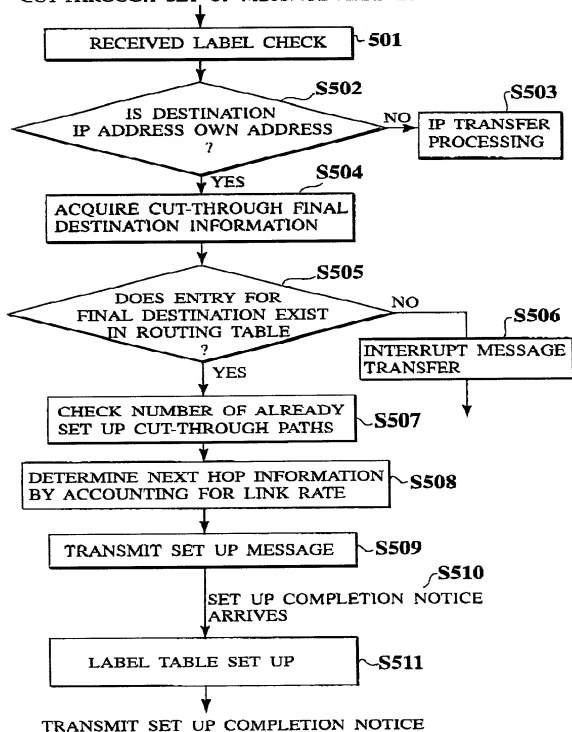 RECEIVED LABEL CHECK
501
S502
IS DESTINATION
IP ADDRESS OWN ADDRESS
?
NO
S503
IP TRANSFER
PROCESSING
YES
S504
ACQUIRE CUT-THROUGH FINAL
DESTINATION INFORMATION
S505
DOES ENTRY FOR
FINAL DESTINATION EXIST
IN ROUTING TABLE
?
NO
S506
INTERRUPT MESSAGE
TRANSFER
YES
CHECK NUMBER OF ALREADY
SET UP CUT-THROUGH PATHS
S507
DETERMINE NEXT HOP INFORMATION
BY ACCOUNTING FOR LINK RATE
S508
TRANSMIT SET UP MESSAGE
S509
S510
SET UP COMPLETION NOTICE
ARRIVES
LABEL TABLE SET UP
S511
TRANSMIT SET UP COMPLETION NOTICE